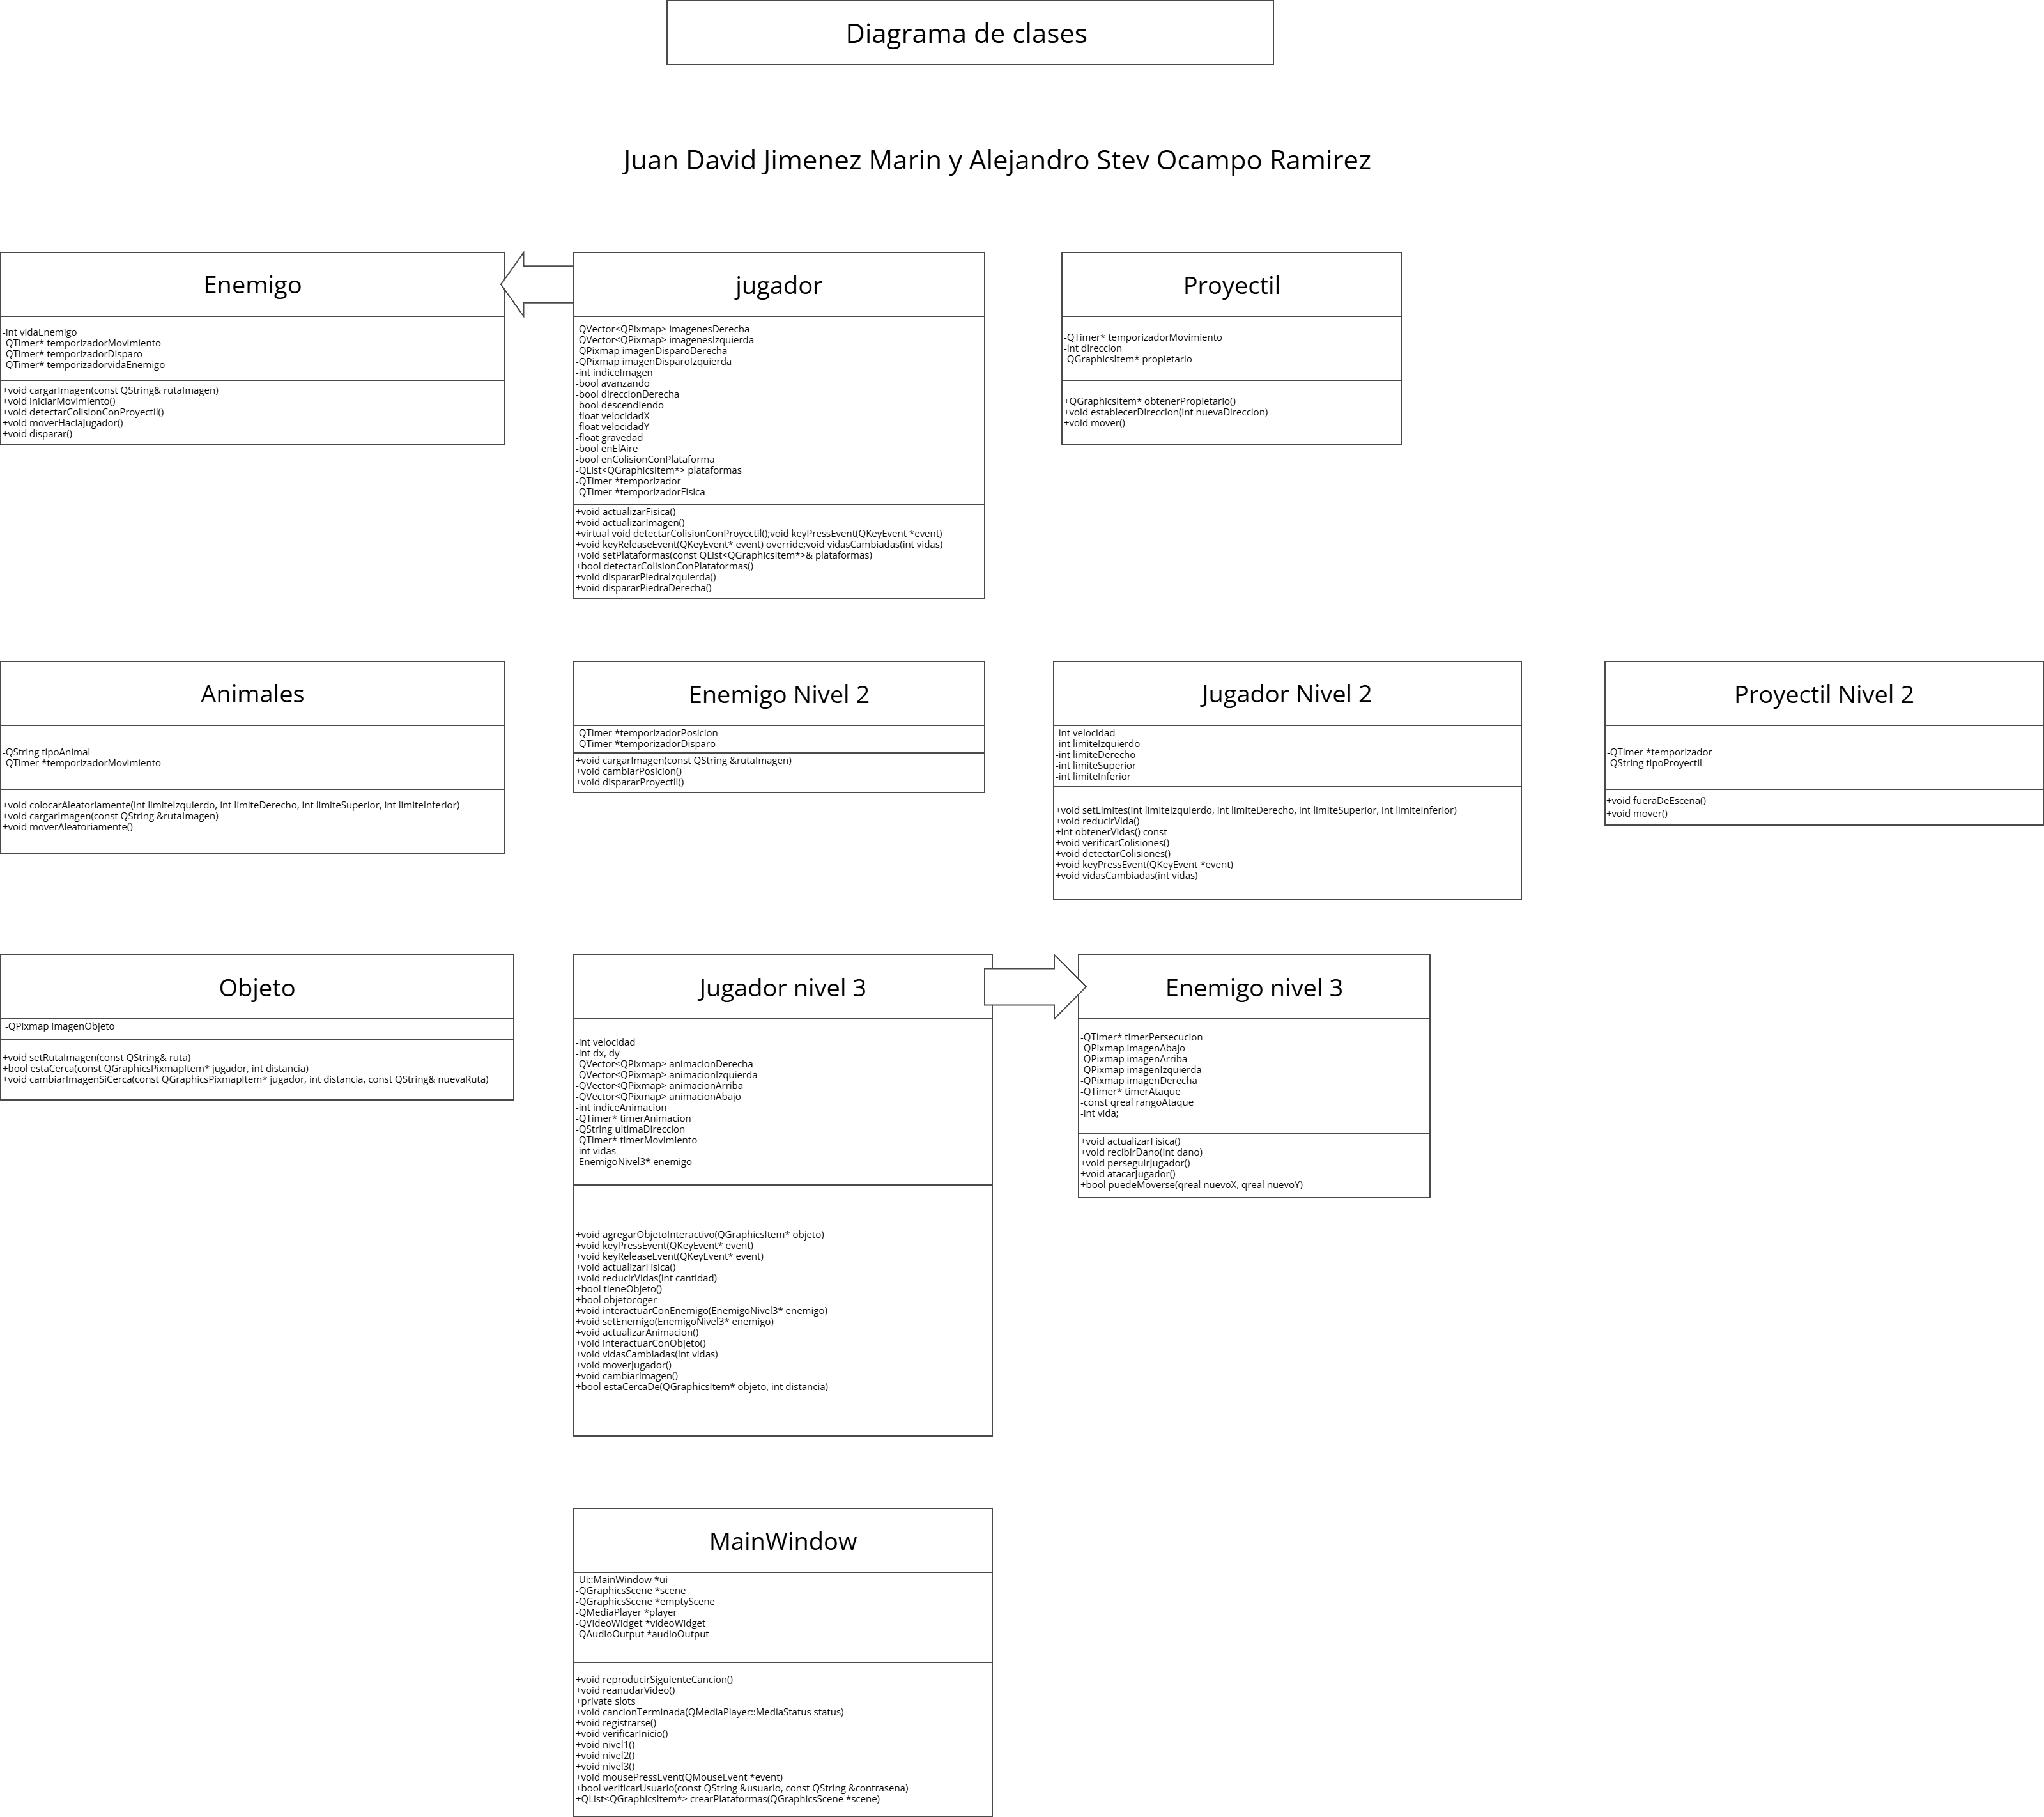 Diagrama de clases
Juan David Jimenez Marin y Alejandro Stev Ocampo Ramirez
Enemigo
-int vidaEnemigo
-QTimer* temporizadorMovimiento
-QTimer* temporizadorDisparo
-QTimer* temporizadorvidaEnemigo
+void cargarImagen(const QString& rutaImagen)
+void iniciarMovimiento()
+void detectarColisionConProyectil()
+void moverHaciaJugador()
+void disparar()
jugador
-QVector<QPixmap> imagenesDerecha
-QVector<QPixmap> imagenesIzquierda
-QPixmap imagenDisparoDerecha
-QPixmap imagenDisparoIzquierda
-int indiceImagen
-bool avanzando
-bool direccionDerecha
-bool descendiendo
-float velocidadX
-float velocidadY
-float gravedad
-bool enElAire
-bool enColisionConPlataforma
-QList<QGraphicsItem*> plataformas
-QTimer *temporizador
-QTimer *temporizadorFisica
+void actualizarFisica()
+void actualizarImagen()
+virtual void detectarColisionConProyectil();void keyPressEvent(QKeyEvent *event)
+void keyReleaseEvent(QKeyEvent* event) override;void vidasCambiadas(int vidas)
+void setPlataformas(const QList<QGraphicsItem*>& plataformas)
+bool detectarColisionConPlataformas()
+void dispararPiedraIzquierda()
+void dispararPiedraDerecha()
Proyectil
-QTimer* temporizadorMovimiento
-int direccion
-QGraphicsItem* propietario
+QGraphicsItem* obtenerPropietario()
+void establecerDireccion(int nuevaDireccion)
+void mover()
Animales
-QString tipoAnimal
-QTimer *temporizadorMovimiento
+void colocarAleatoriamente(int limiteIzquierdo, int limiteDerecho, int limiteSuperior, int limiteInferior)
+void cargarImagen(const QString &rutaImagen)
+void moverAleatoriamente()
Enemigo Nivel 2
-QTimer *temporizadorPosicion
-QTimer *temporizadorDisparo
+void cargarImagen(const QString &rutaImagen)
+void cambiarPosicion()
+void dispararProyectil()
Jugador Nivel 2
-int velocidad
-int limiteIzquierdo
-int limiteDerecho
-int limiteSuperior
-int limiteInferior
+void setLimites(int limiteIzquierdo, int limiteDerecho, int limiteSuperior, int limiteInferior)
+void reducirVida()
+int obtenerVidas() const
+void verificarColisiones()
+void detectarColisiones()
+void keyPressEvent(QKeyEvent *event)
+void vidasCambiadas(int vidas)
Proyectil Nivel 2
-QTimer *temporizador
-QString tipoProyectil
+void fueraDeEscena()
+void mover()
Objeto
-QPixmap imagenObjeto
+void setRutaImagen(const QString& ruta)
+bool estaCerca(const QGraphicsPixmapItem* jugador, int distancia)
+void cambiarImagenSiCerca(const QGraphicsPixmapItem* jugador, int distancia, const QString& nuevaRuta)
Jugador nivel 3
-int velocidad
-int dx, dy
-QVector<QPixmap> animacionDerecha
-QVector<QPixmap> animacionIzquierda
-QVector<QPixmap> animacionArriba
-QVector<QPixmap> animacionAbajo
-int indiceAnimacion
-QTimer* timerAnimacion
-QString ultimaDireccion
-QTimer* timerMovimiento
-int vidas
-EnemigoNivel3* enemigo
+void agregarObjetoInteractivo(QGraphicsItem* objeto)
+void keyPressEvent(QKeyEvent* event)
+void keyReleaseEvent(QKeyEvent* event)
+void actualizarFisica()
+void reducirVidas(int cantidad)
+bool tieneObjeto()
+bool objetocoger
+void interactuarConEnemigo(EnemigoNivel3* enemigo)
+void setEnemigo(EnemigoNivel3* enemigo)
+void actualizarAnimacion()
+void interactuarConObjeto()
+void vidasCambiadas(int vidas)
+void moverJugador()
+void cambiarImagen()
+bool estaCercaDe(QGraphicsItem* objeto, int distancia)
Enemigo nivel 3
-QTimer* timerPersecucion
-QPixmap imagenAbajo
-QPixmap imagenArriba
-QPixmap imagenIzquierda
-QPixmap imagenDerecha
-QTimer* timerAtaque
-const qreal rangoAtaque
-int vida;
+void actualizarFisica()
+void recibirDano(int dano)
+void perseguirJugador()
+void atacarJugador()
+bool puedeMoverse(qreal nuevoX, qreal nuevoY)
MainWindow
-Ui::MainWindow *ui
-QGraphicsScene *scene
-QGraphicsScene *emptyScene
-QMediaPlayer *player
-QVideoWidget *videoWidget
-QAudioOutput *audioOutput
+void reproducirSiguienteCancion()
+void reanudarVideo()
+private slots
+void cancionTerminada(QMediaPlayer::MediaStatus status)
+void registrarse()
+void verificarInicio()
+void nivel1()
+void nivel2()
+void nivel3()
+void mousePressEvent(QMouseEvent *event)
+bool verificarUsuario(const QString &usuario, const QString &contrasena)
+QList<QGraphicsItem*> crearPlataformas(QGraphicsScene *scene)